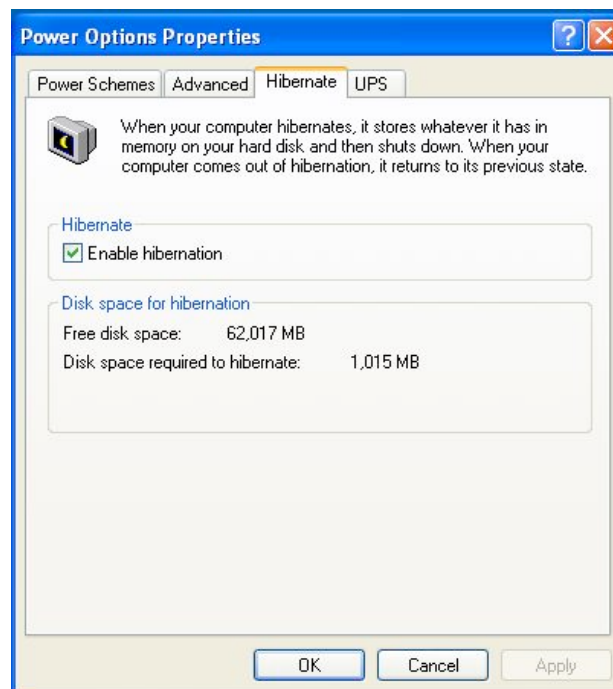 Power Options Properties
Power Schemes Advanced Hibernate UPS
When your computer hibernates, it stores whatever it has in
memory on your hard disk and then shuts down. When your
computer comes out of hibernation, it returns to its previous state.
Hibernate
Enable hibernation
Disk space for hibernation
Free disk space: 62,017 MB
Disk space required to hibernate: 1,015 MB
OK Cancel Apply